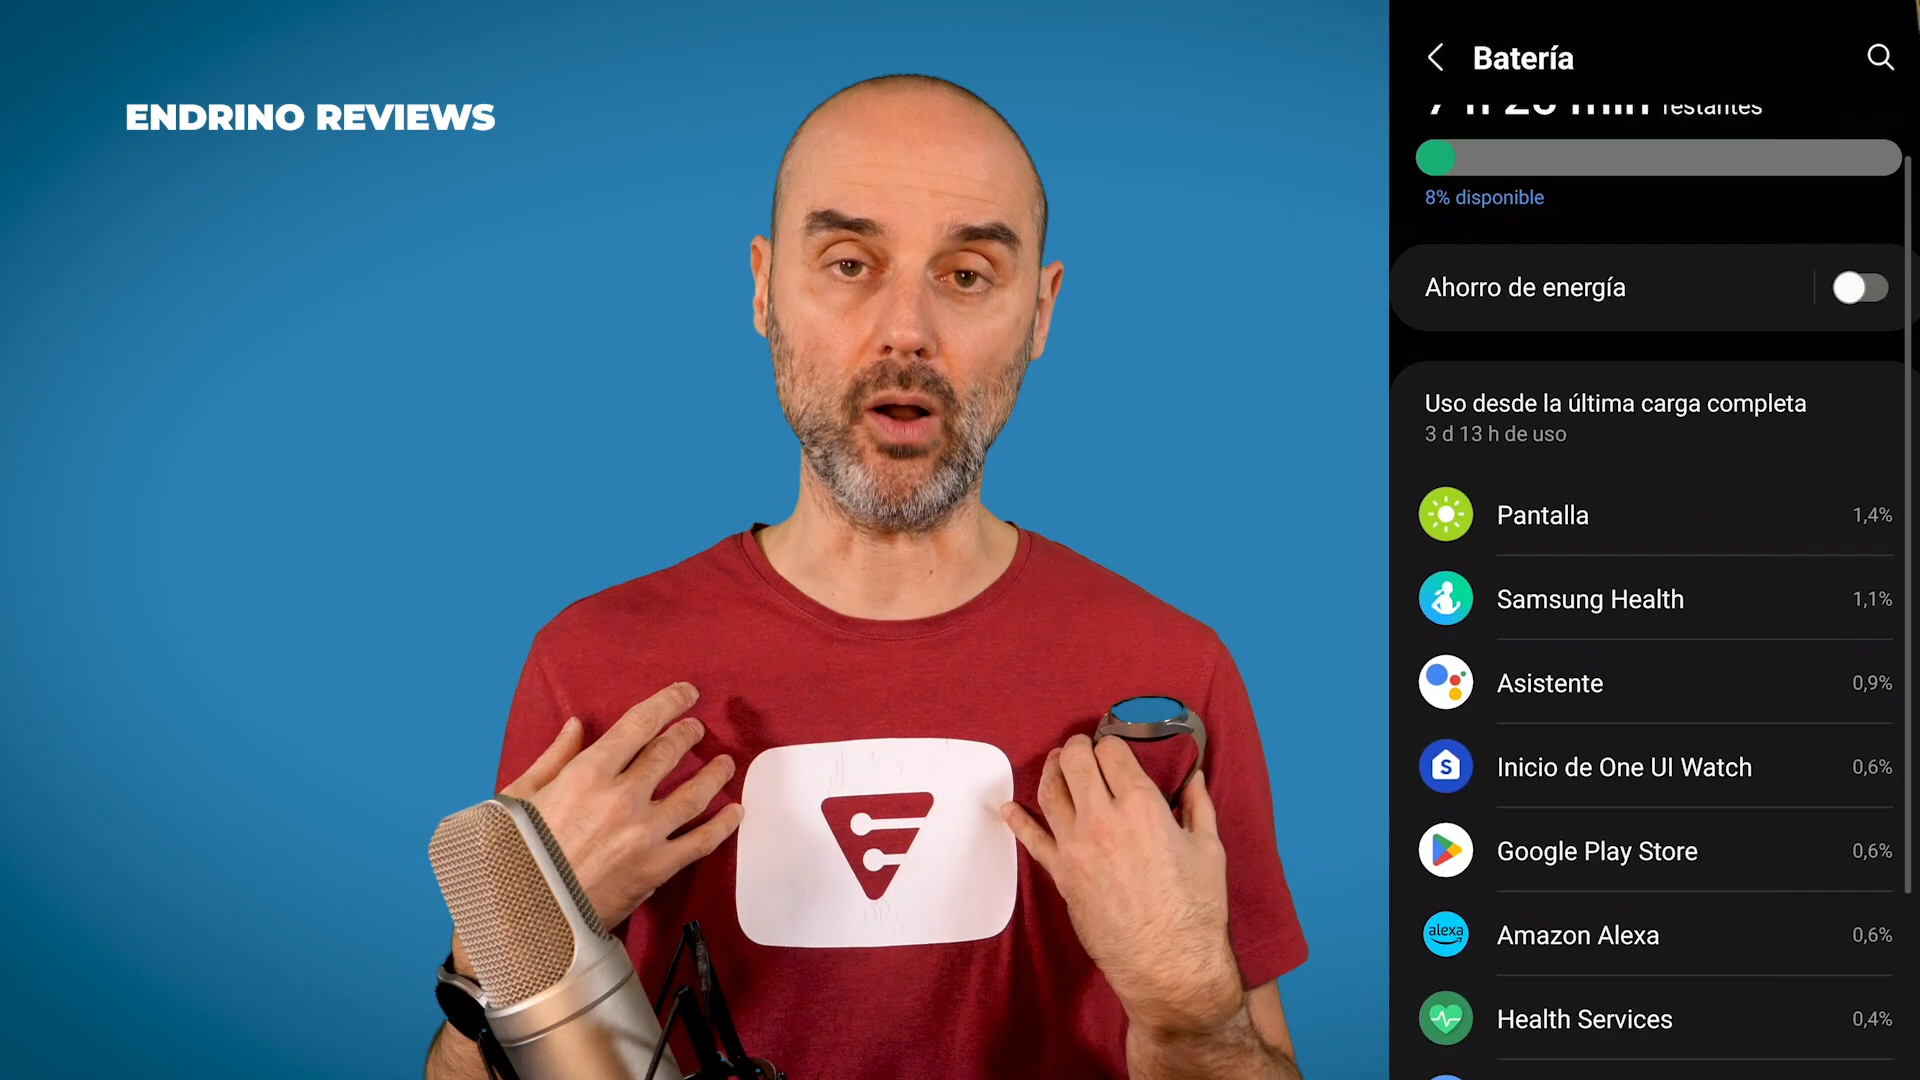 ENDRINO REVIEWS
Batería
restantes
8% disponible
Ahorro de energía
Uso desde la última carga completa
3 d 13 h de uso
Pantalla 1,4%
Samsung Health 1,1%
Asistente 0,9%
Inicio de One UI Watch 0,6%
Google Play Store 0,6%
alexa
Amazon Alexa 0,6%
Health Services 0,4%